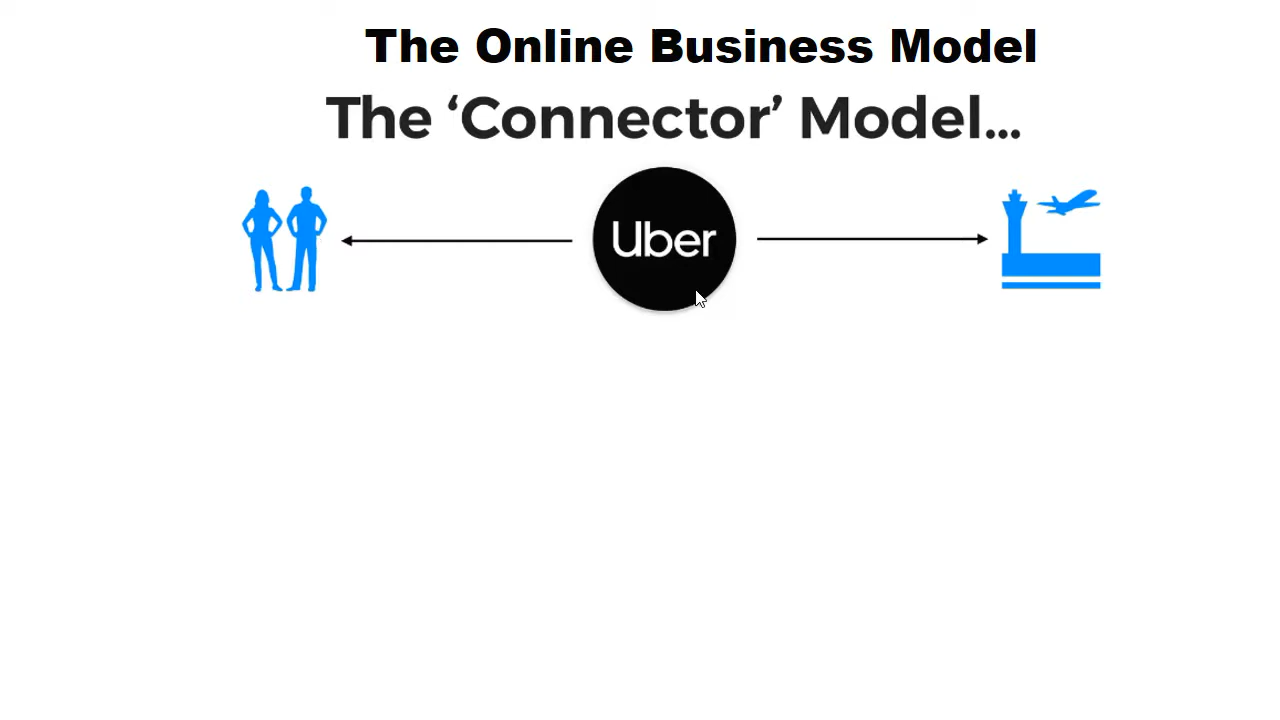 The Online Business Model
The ‘Connector’ Model...
Uber